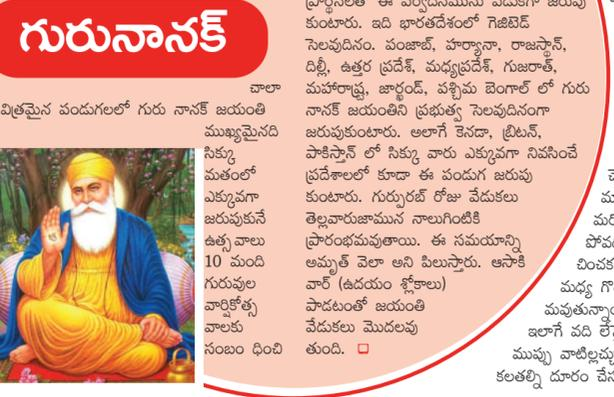 గురునానక్
చాలా
విత్రమైన పండుగలలో గురు నానక్ జయంతి
ముఖ్యమైనది
సిక్కు
మతంలో
ఎక్కువగా
జరుపుకునే
ఉత్సవాలు
10 మంది
గురువుల
వార్షికోత్స
వాలకు
సంబం ధించి
ప్రార్థనలతో ఈ పర్వదినమును వేడుకగా జరుపు
కుంటారు. ఇది భారతదేశంలో గెజిటెడ్
సెలవుదినం. పంజాబ్, హర్యానా, రాజస్థాన్,
దిల్లీ, ఉత్తర ప్రదేశ్, మధ్యప్రదేశ్, గుజరాత్,
మహారాష్ట్ర, జార్ఖండ్, పశ్చిమ బెంగాల్ లో గురు
నానక్ జయంతిని ప్రభుత్వ సెలవుదినంగా
జరుపుకుంటారు. అలాగే కెనడా, బ్రిటన్,
పాకిస్తాన్ లో సిక్కు వారు ఎక్కువగా నివసించే
ప్రదేశాలలో కూడా ఈ పండుగ జరుపు
కుంటారు. గుర్పురబ్ రోజు వేడుకలు
తెల్లవారుజామున నాలుగింటికి
ప్రారంభమవుతాయి. ఈ సమయాన్ని
అమృత్ వెలా అని పిలుస్తారు. ఆసాకి
వార్ (ఉదయం శ్లోకాలు)
పాడటంతో జయంతి
వేడుకలు మొదలవు
తుంది.
పోవ
చించక
మధ్య గొ
మవుతున్నా
ఇలాగే వది లే
ముప్పు వాటిల్లచ్చు
కలతల్ని దూరం చేస